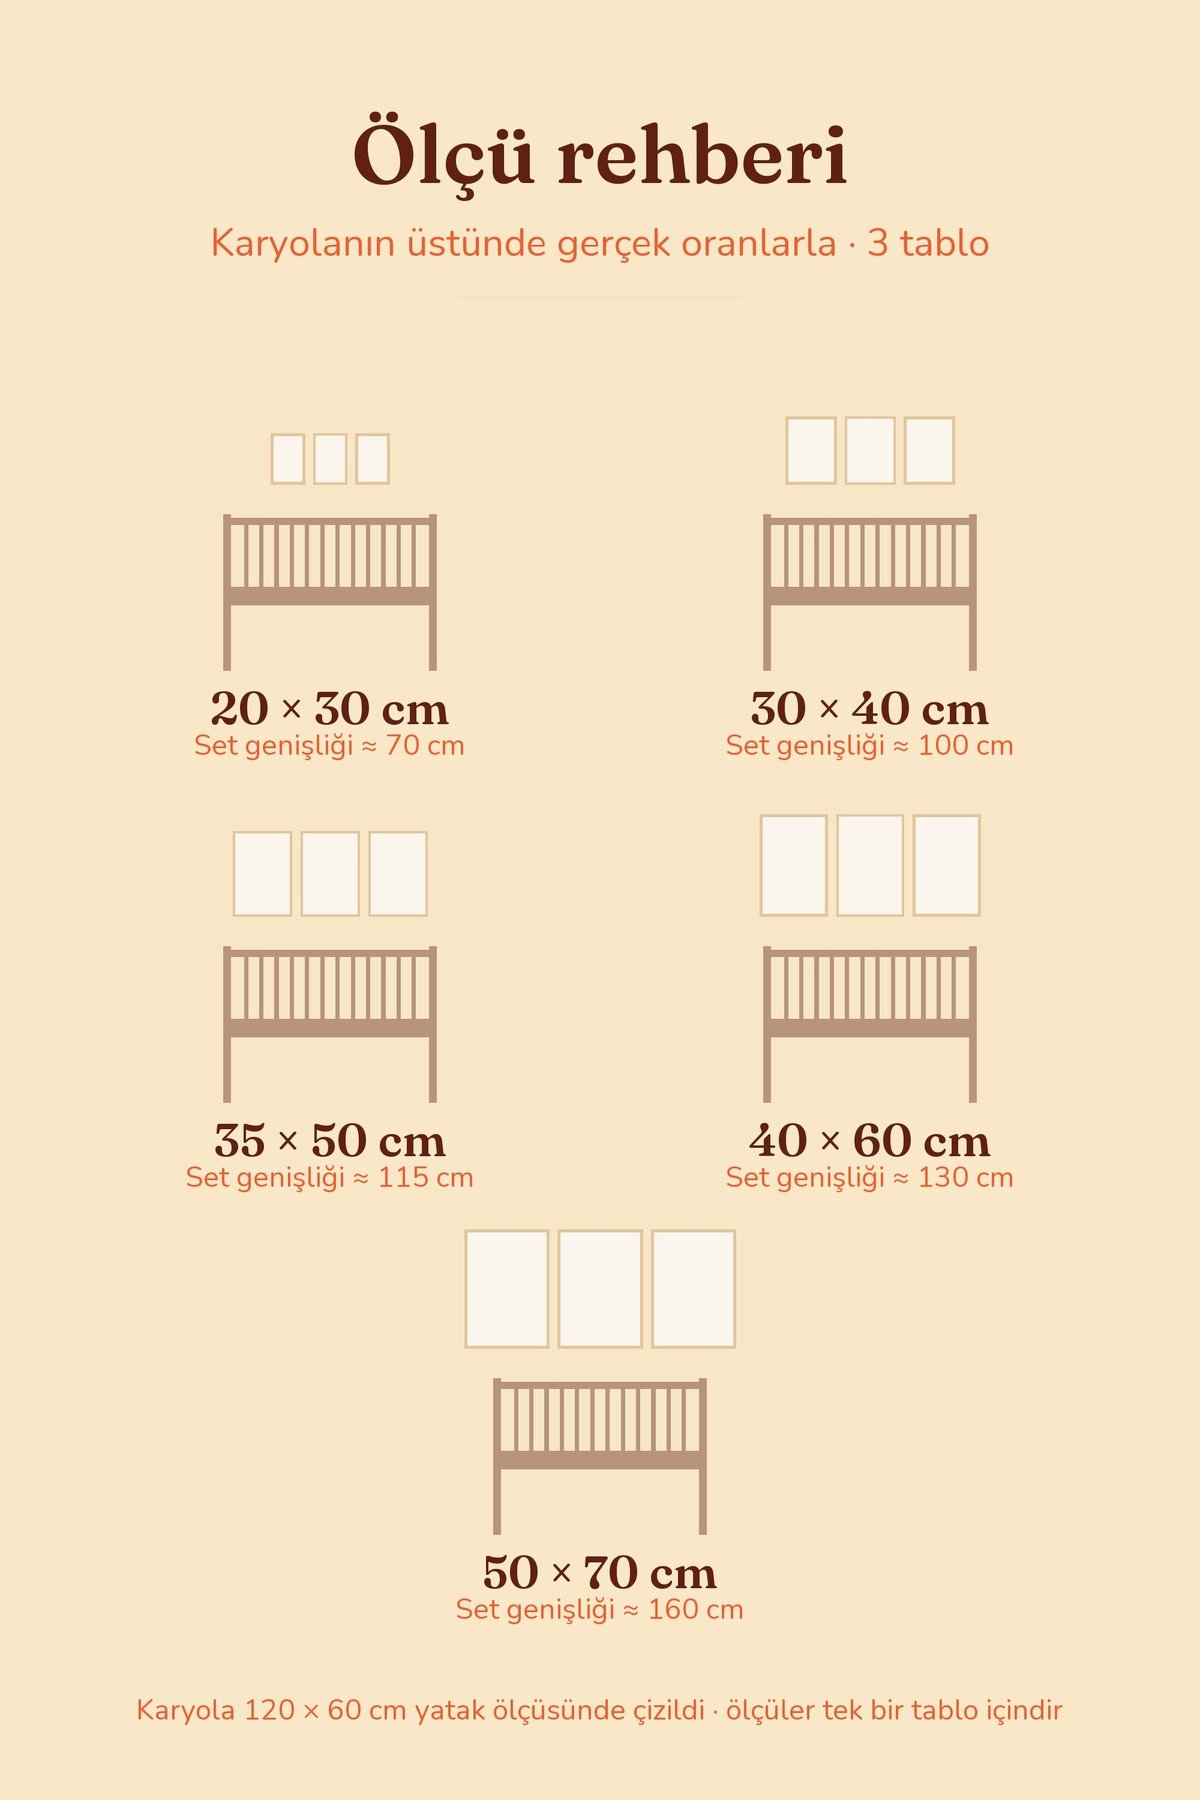 Ölçü rehberi
Karyolanın üstünde gerçek oranlarla · 3 tablo
20 × 30 cm
Set genişliği ≈ 70 cm
30 × 40 cm
Set genişliği ≈ 100 cm
35 × 50 cm
Set genişliği ≈ 115 cm
40 × 60 cm
Set genişliği ≈ 130 cm
50 × 70 cm
Set genişliği ≈ 160 cm
Karyola 120 × 60 cm yatak ölçüsünde çizildi · ölçüler tek bir tablo içindir